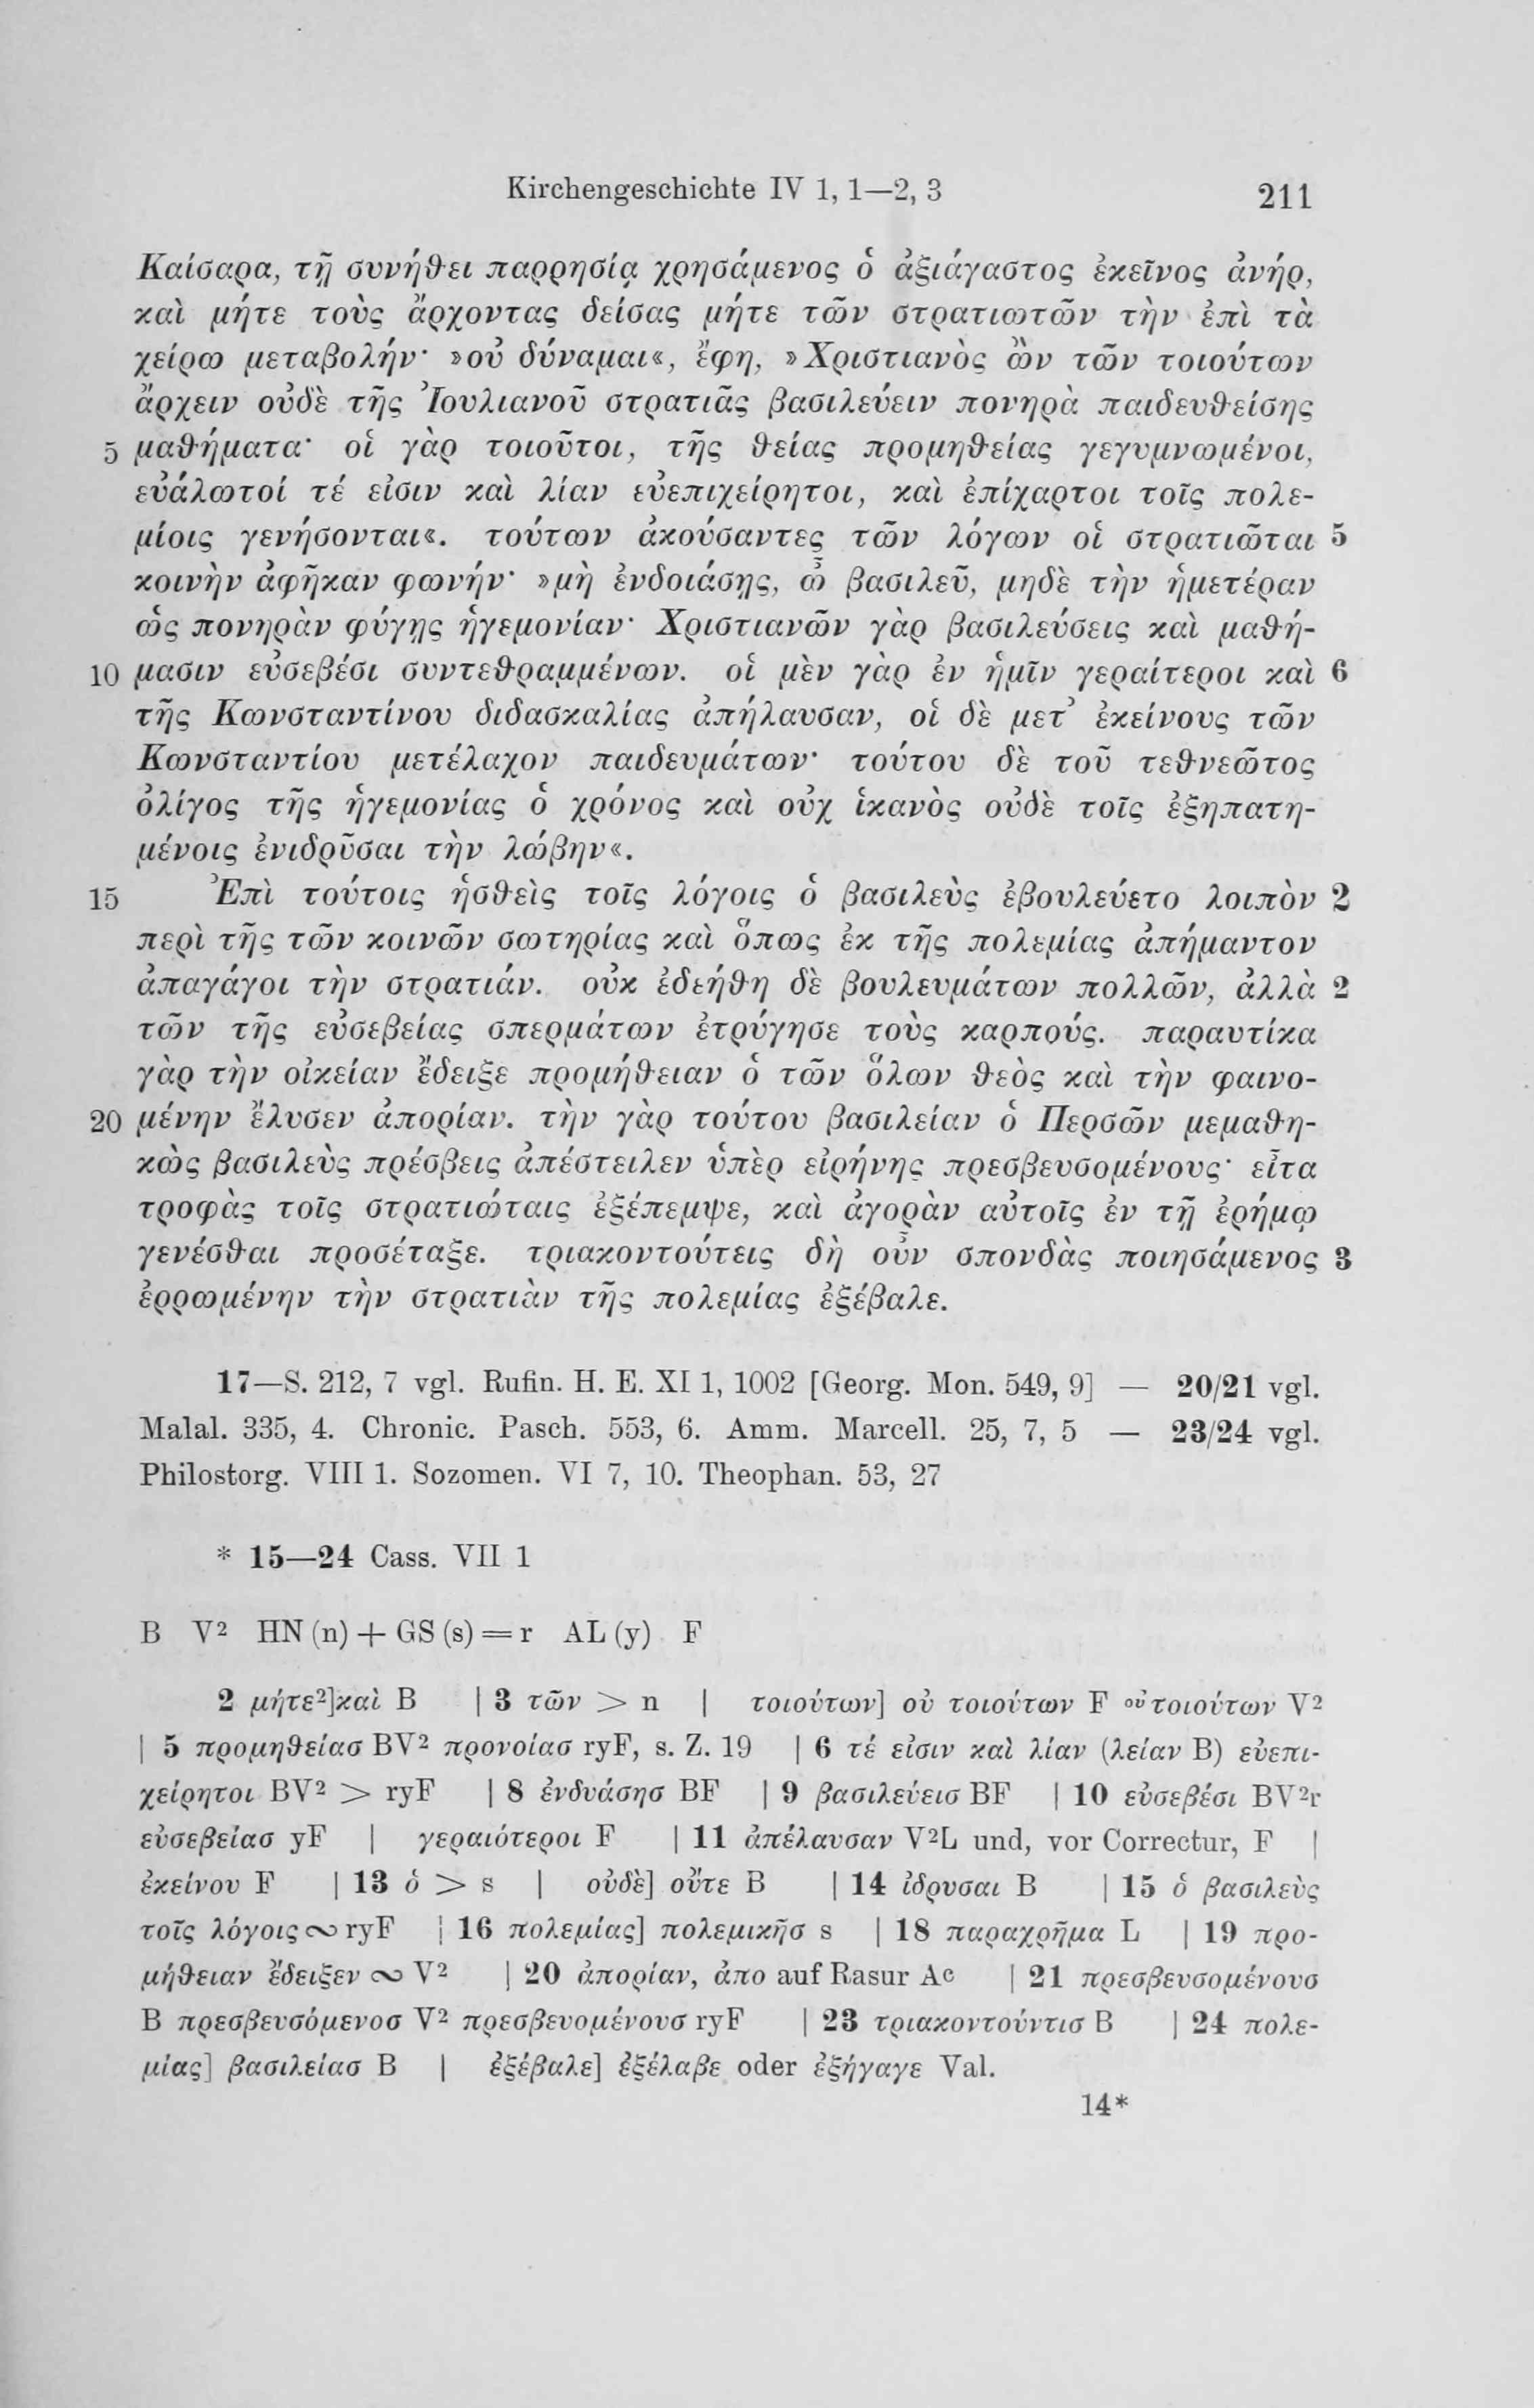 Kirchengeschichte IV 1, 1—2, 3 211
Καίσαρα, τῇ συνήθει παρρησίᾳ χρησάμενος ὁ ἀξιάγαστος ἐκεῖνος ἀνήρ,
καὶ μήτε τοὺς ἄρχοντας δείσας μήτε τῶν στρατιωτῶν τὴν ἐπὶ τὰ
χείρω μεταβολήν· »οὐ δύναμαι«, ἔφη, »Χριστιανὸς ὢν τῶν τοιούτων
ἄρχειν οὐδὲ τῆς Ἰουλιανοῦ στρατιᾶς βασιλεύειν πονηρὰ παιδευθείσης
5 μαθήματα· οἱ γὰρ τοιοῦτοι, τῆς θείας προμηθείας γεγυμνωμένοι,
εὐάλωτοί τέ εἰσιν καὶ λίαν εὐεπιχείρητοι, καὶ ἐπίχαρτοι τοῖς πολε-
μίοις γενήσονται«. τούτων ἀκούσαντες τῶν λόγων οἱ στρατιῶται 5
κοινὴν ἀφῆκαν φωνήν· »μὴ ἐνδοιάσῃς, ὦ βασιλεῦ, μηδὲ τὴν ἡμετέραν
ὡς πονηρὰν φύγῃς ἡγεμονίαν· Χριστιανῶν γὰρ βασιλεύσεις καὶ μαθή-
10 μασιν εὐσεβέσι συντεθραμμένων. οἱ μὲν γὰρ ἐν ἡμῖν γεραίτεροι καὶ 6
τῆς Κωνσταντίνου διδασκαλίας ἀπήλαυσαν, οἱ δὲ μετ᾽ ἐκείνους τῶν
Κωνσταντίου μετέλαχον παιδευμάτων· τούτου δὲ τοῦ τεθνεῶτος
ὀλίγος τῆς ἡγεμονίας ὁ χρόνος καὶ οὐχ ἱκανὸς οὐδὲ τοῖς ἐξηπατη-
μένοις ἐνιδρῦσαι τὴν λώβην«.
15 Ἐπὶ τούτοις ἡσθεὶς τοῖς λόγοις ὁ βασιλεὺς ἐβουλεύετο λοιπὸν 2
περὶ τῆς τῶν κοινῶν σωτηρίας καὶ ὅπως ἐκ τῆς πολεμίας ἀπήμαντον
ἀπαγάγοι τὴν στρατιάν. οὐκ ἐδεήθη δὲ βουλευμάτων πολλῶν, ἀλλὰ 2
τῶν τῆς εὐσεβείας σπερμάτων ἐτρύγησε τοὺς καρπούς. παραυτίκα
γὰρ τὴν οἰκείαν ἔδειξε προμήθειαν ὁ τῶν ὅλων θεὸς καὶ τὴν φαινο-
20 μένην ἔλυσεν ἀπορίαν. τὴν γὰρ τούτου βασιλείαν ὁ Περσῶν μεμαθη-
κὼς βασιλεὺς πρέσβεις ἀπέστειλεν ὑπὲρ εἰρήνης πρεσβευσομένους· εἶτα
τροφὰς τοῖς στρατιώταις ἐξέπεμψε, καὶ ἀγορὰν αὐτοῖς ἐν τῇ ἐρήμῳ
γενέσθαι προσέταξε. τριακοντούτεις δὴ οὖν σπονδὰς ποιησάμενος 3
ἐρρωμένην τὴν στρατιὰν τῆς πολεμίας ἐξέβαλε.
17—S. 212, 7 vgl. Rufin. H. E. XI 1, 1002 [Georg. Mon. 549, 9] — 20/21 vgl.
Malal. 335, 4. Chronic. Pasch. 553, 6. Amm. Marcell. 25, 7, 5 — 23/24 vgl.
Philostorg. VIII 1. Sozomen. VI 7, 10. Theophan. 53, 27
* 15—24 Cass. VII 1
B V² HN (n) + GS (s) = r AL (y) F
2 μήτε²] καὶ B | 3 τῶν > n | τοιούτων] οὐ τοιούτων F οὐτοιούτων V²
| 5 προμηθείασ BV² προνοίασ ryF, s. Z. 19 | 6 τέ εἰσιν καὶ λίαν (λείαν B) εὐεπι-
χείρητοι BV² > ryF | 8 ἐνδυάσησ BF | 9 βασιλεύεισ BF | 10 εὐσεβέσι BV²r
εὐσεβείασ yF | γεραιότεροι F | 11 ἀπέλαυσαν V²L und, vor Correctur, F |
ἐκείνου F | 13 ὁ > s | οὐδὲ] οὔτε B | 14 ἱδρυσαι B | 15 ὁ βασιλεὺς
τοῖς λόγοις ∾ ryF | 16 πολεμίας] πολεμικῆσ s | 18 παραχρῆμα L | 19 προ-
μήθειαν ἔδειξεν ∾ V² | 20 ἀπορίαν, ἀπο auf Rasur Aᶜ | 21 πρεσβευσομένουσ
B πρεσβευσόμενοσ V² πρεσβευομένουσ ryF | 23 τριακοντούντισ B | 24 πολε-
μίας] βασιλείασ B | ἐξέβαλε] ἐξέλαβε oder ἐξήγαγε Val.
14*